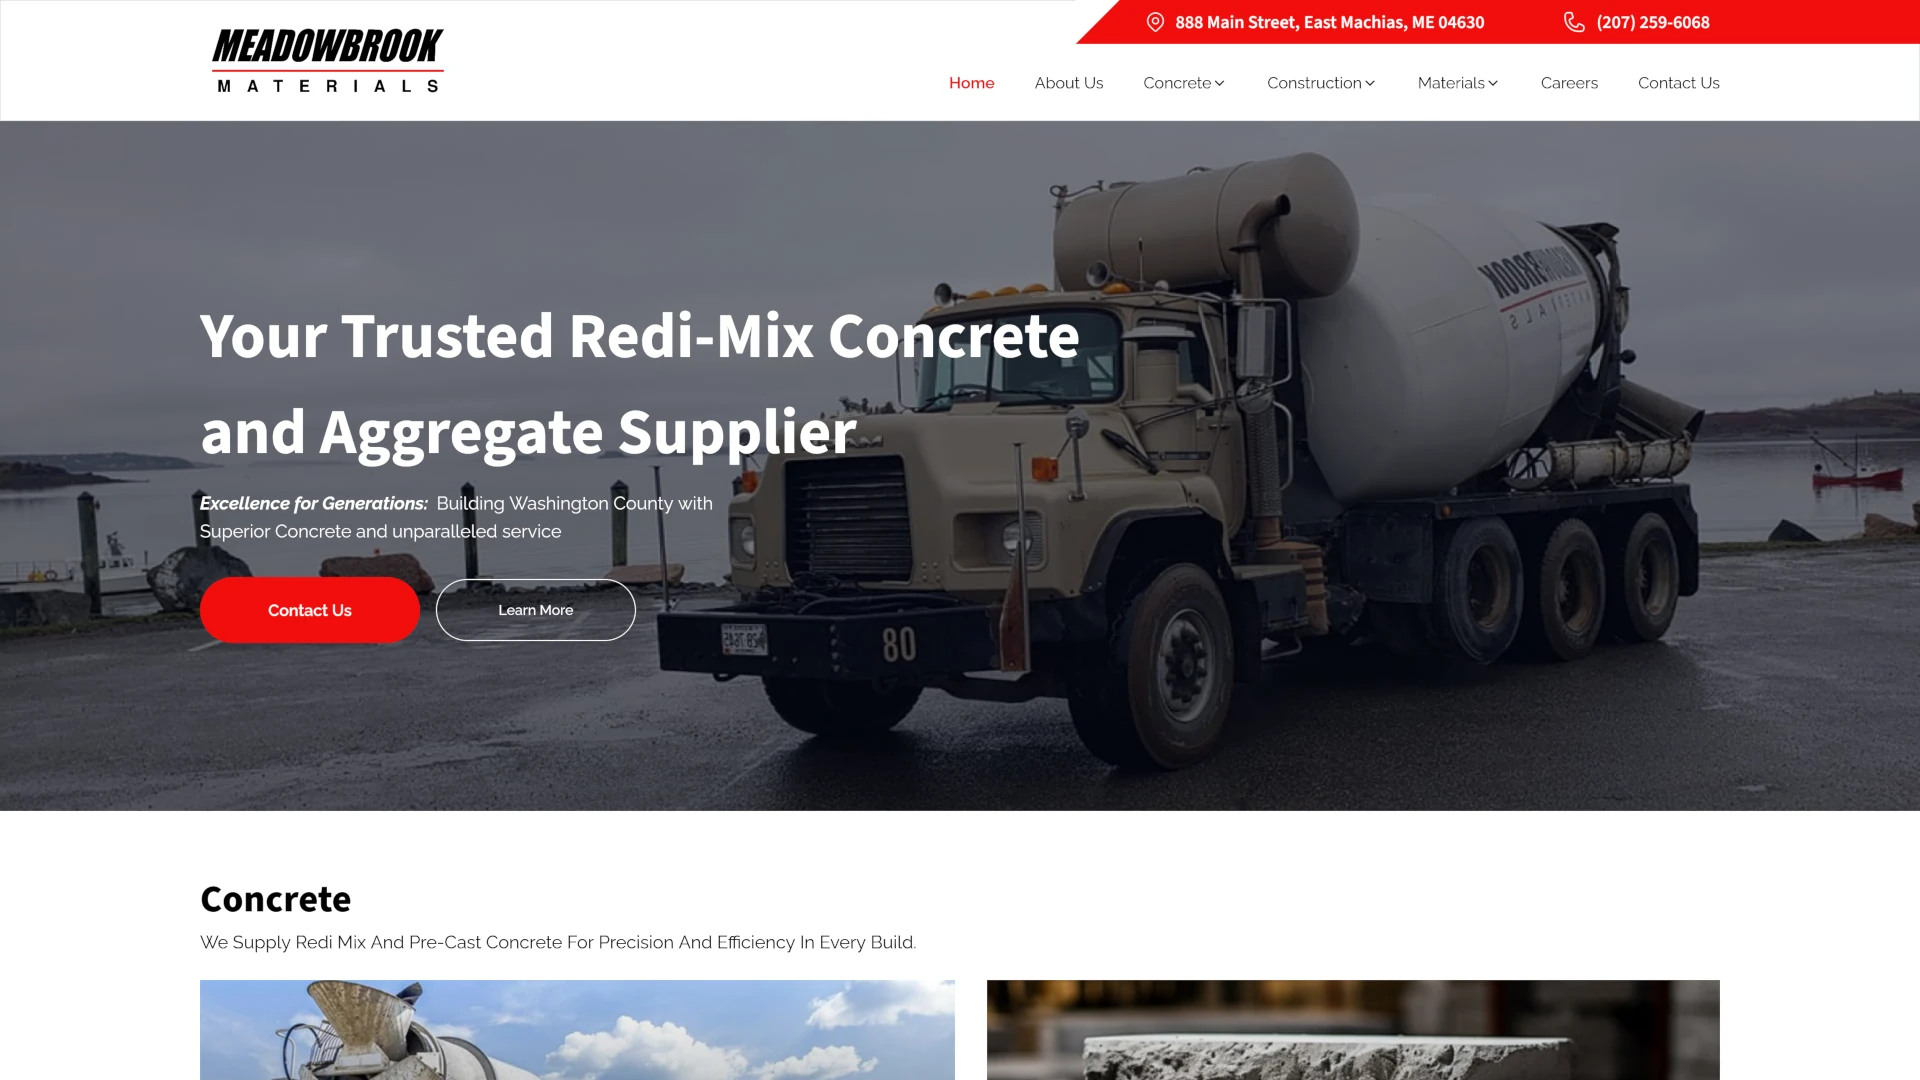 MEADOWBROOK
MATERIALS
888 Main Street, East Machias, ME 04630
(207) 259-6068
Home
About Us
Concrete
Construction
Materials
Careers
Contact Us
Your Trusted Redi-Mix Concrete
and Aggregate Supplier
Excellence for Generations: Building Washington County with
Superior Concrete and unparalleled service
Contact Us
Learn More
MEADOWBROOK
MATERIALS
80
Concrete
We Supply Redi Mix And Pre-Cast Concrete For Precision And Efficiency In Every Build.